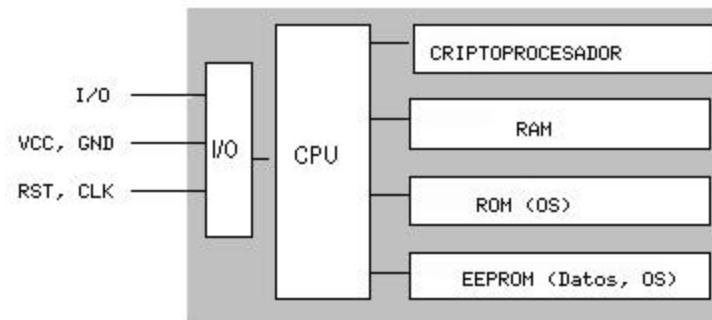 I/O
VCC, GND
RST, CLK
I/O
CPU
CRIPTOPROCESADOR
RAM
ROM (OS)
EEPROM (Datos, OS)